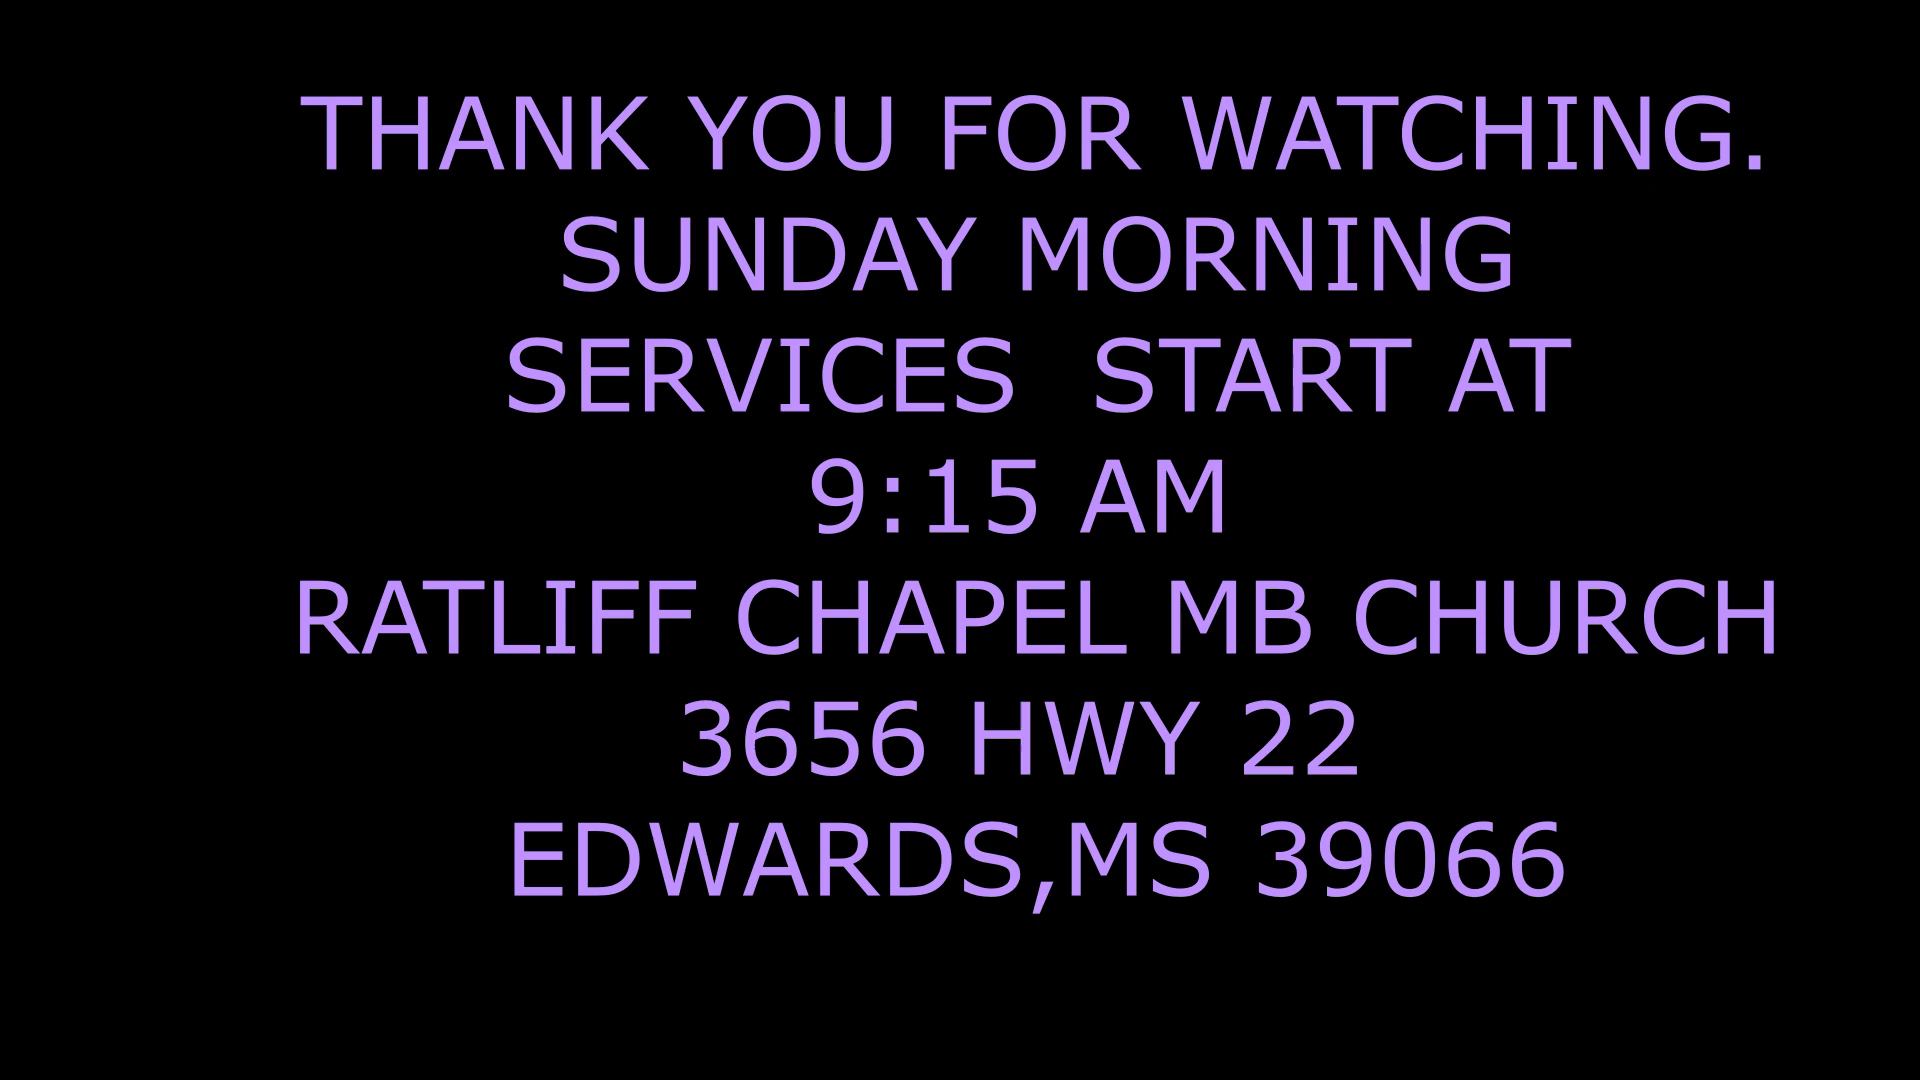 THANK YOU FOR WATCHING.
SUNDAY MORNING
SERVICES  START AT
9:15 AM
RATLIFF CHAPEL MB CHURCH
3656 HWY 22
EDWARDS,MS 39066